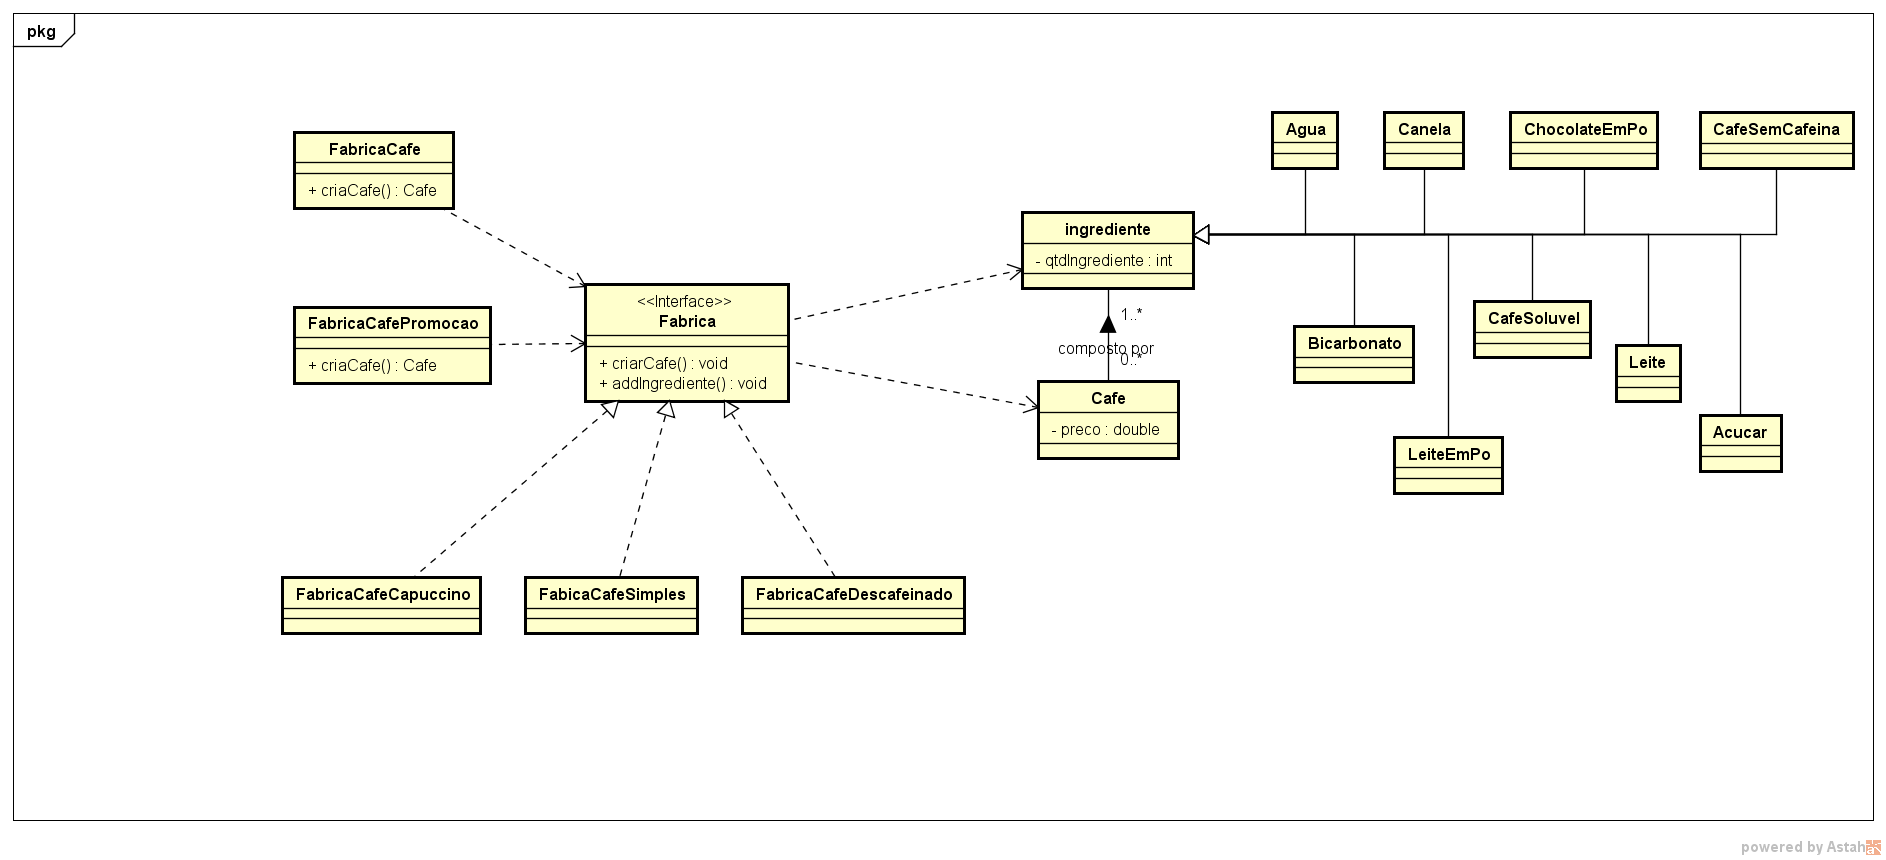 pkg
Agua
Canela
ChocolateEmPo
CafeSemCafeina
FabricaCafe
+ criaCafe() : Cafe
ingrediente
- qtdIngrediente : int
<<Interface>>
Fabrica
+ criarCafe() : void
+ addIngrediente() : void
FabricaCafePromocao
+ criaCafe() : Cafe
1..*
composto por
0..*
Cafe
- preco : double
Bicarbonato
CafeSoluvel
Leite
LeiteEmPo
Acucar
FabricaCafeCapuccino
FabicaCafeSimples
FabricaCafeDescafeinado
powered by Astah